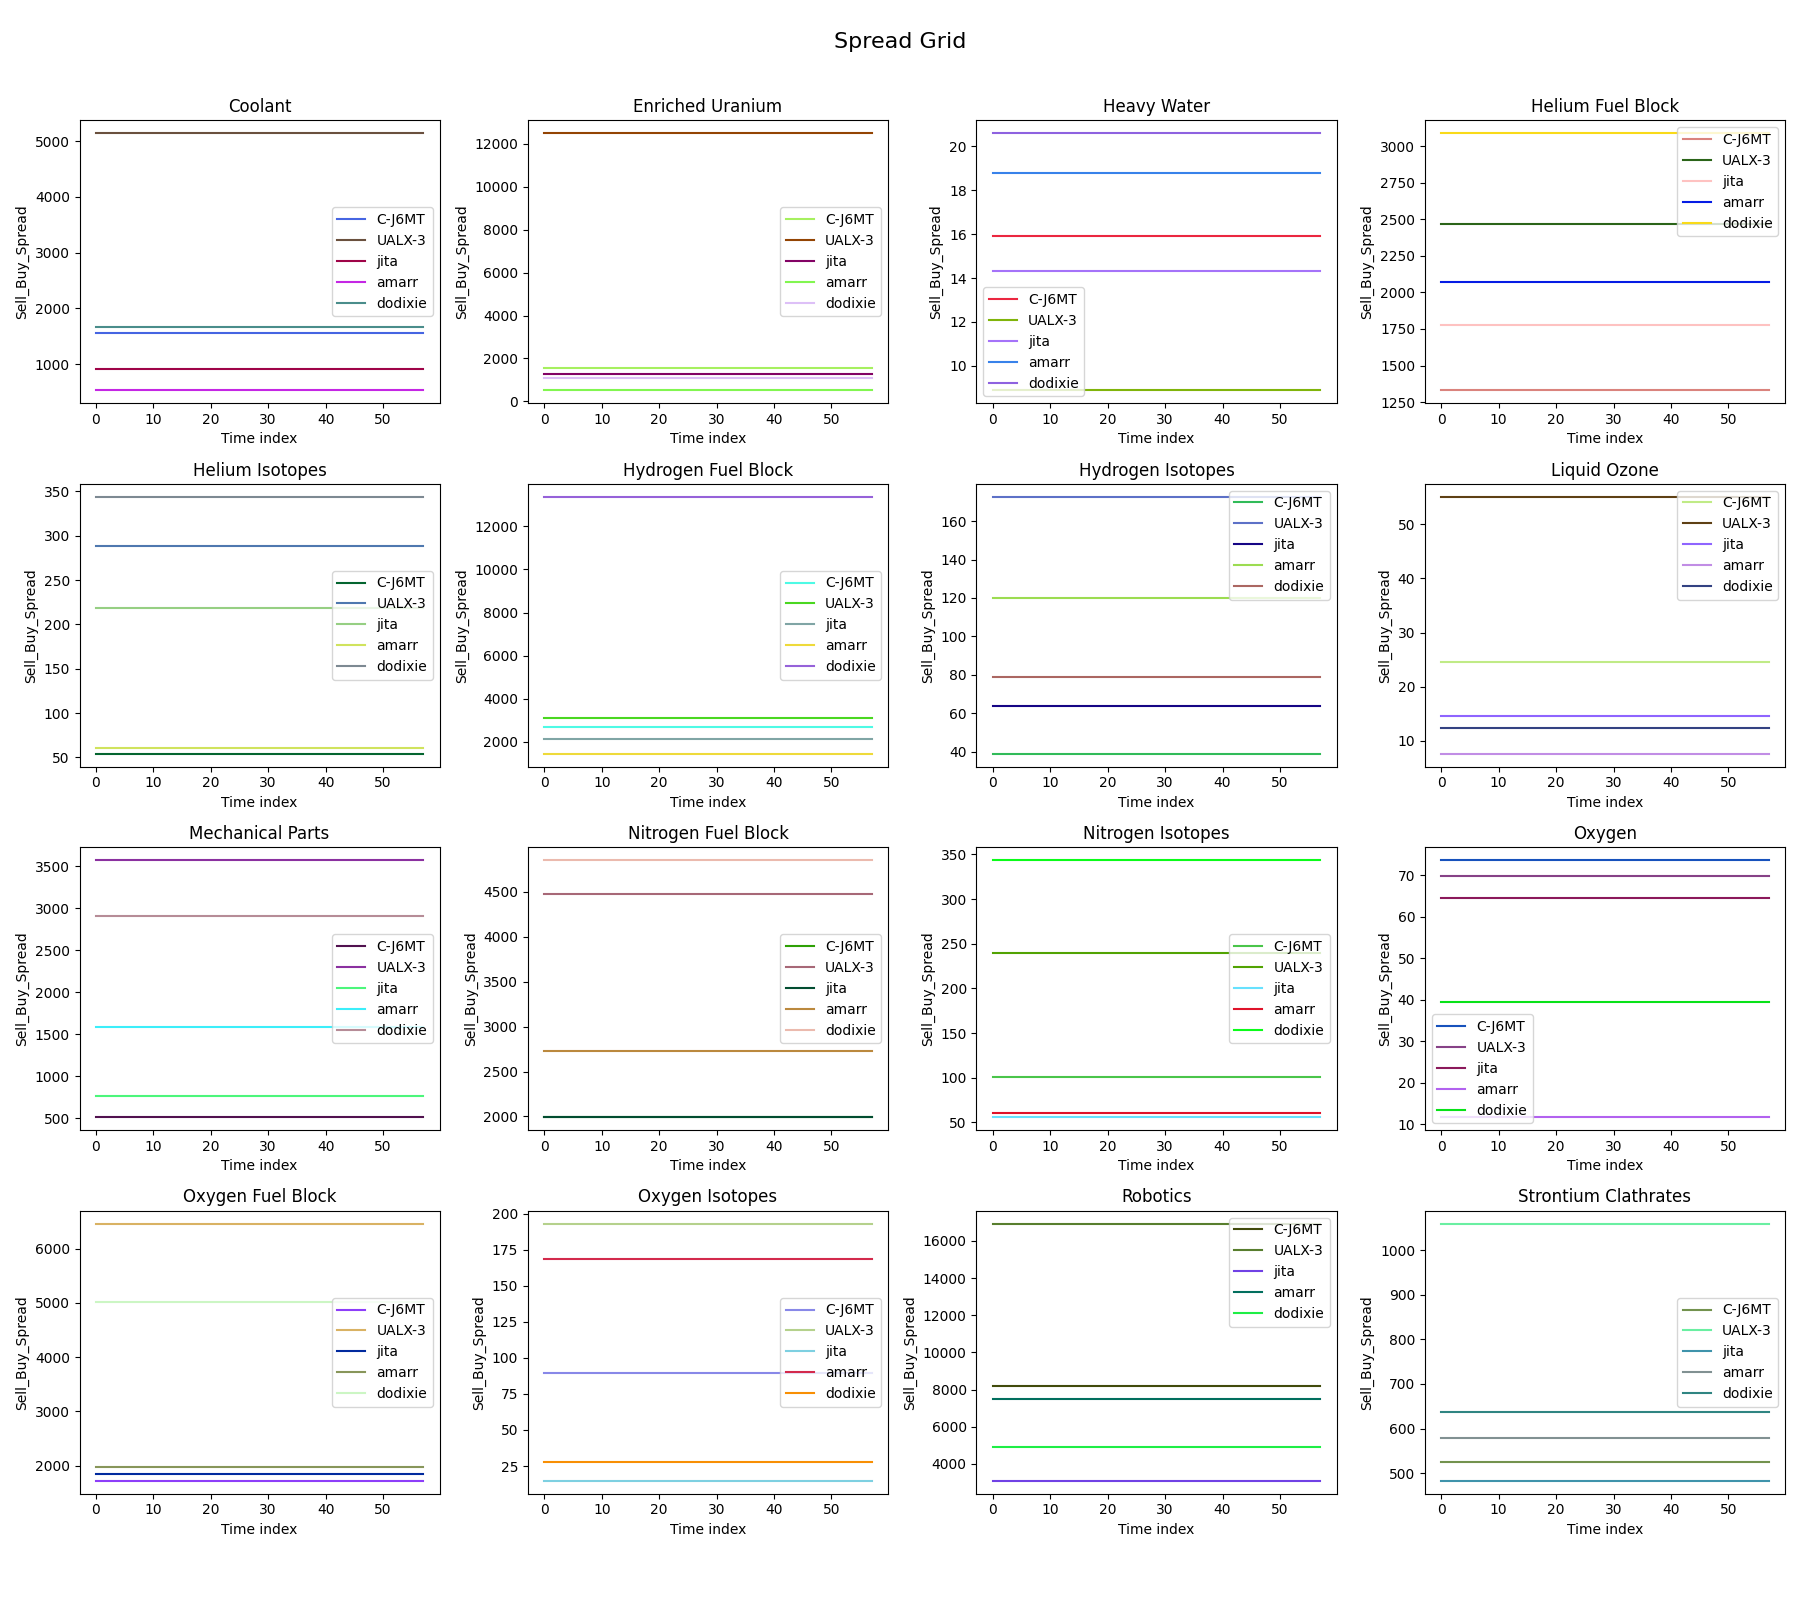 Spread Grid
Coolant
Sell_Buy_Spread
5000
4000
3000
2000
1000
C-J6MT
UALX-3
jita
amarr
dodixie
0 10 20 30 40 50
Time index
Enriched Uranium
Sell_Buy_Spread
12000
10000
8000
6000
4000
2000
0
C-J6MT
UALX-3
jita
amarr
dodixie
0 10 20 30 40 50
Time index
Heavy Water
Sell_Buy_Spread
20
18
16
14
12
10
C-J6MT
UALX-3
jita
amarr
dodixie
0 10 20 30 40 50
Time index
Helium Fuel Block
Sell_Buy_Spread
3000
2750
2500
2250
2000
1750
1500
1250
C-J6MT
UALX-3
jita
amarr
dodixie
0 10 20 30 40 50
Time index
Helium Isotopes
Sell_Buy_Spread
350
300
250
200
150
100
50
C-J6MT
UALX-3
jita
amarr
dodixie
0 10 20 30 40 50
Time index
Hydrogen Fuel Block
Sell_Buy_Spread
12000
10000
8000
6000
4000
2000
C-J6MT
UALX-3
jita
amarr
dodixie
0 10 20 30 40 50
Time index
Hydrogen Isotopes
Sell_Buy_Spread
160
140
120
100
80
60
40
C-J6MT
UALX-3
jita
amarr
dodixie
0 10 20 30 40 50
Time index
Liquid Ozone
Sell_Buy_Spread
50
40
30
20
10
C-J6MT
UALX-3
jita
amarr
dodixie
0 10 20 30 40 50
Time index
Mechanical Parts
Sell_Buy_Spread
3500
3000
2500
2000
1500
1000
500
C-J6MT
UALX-3
jita
amarr
dodixie
0 10 20 30 40 50
Time index
Nitrogen Fuel Block
Sell_Buy_Spread
4500
4000
3500
3000
2500
2000
C-J6MT
UALX-3
jita
amarr
dodixie
0 10 20 30 40 50
Time index
Nitrogen Isotopes
Sell_Buy_Spread
350
300
250
200
150
100
50
C-J6MT
UALX-3
jita
amarr
dodixie
0 10 20 30 40 50
Time index
Oxygen
Sell_Buy_Spread
70
60
50
40
30
20
10
C-J6MT
UALX-3
jita
amarr
dodixie
0 10 20 30 40 50
Time index
Oxygen Fuel Block
Sell_Buy_Spread
6000
5000
4000
3000
2000
C-J6MT
UALX-3
jita
amarr
dodixie
0 10 20 30 40 50
Time index
Oxygen Isotopes
Sell_Buy_Spread
200
175
150
125
100
75
50
25
C-J6MT
UALX-3
jita
amarr
dodixie
0 10 20 30 40 50
Time index
Robotics
Sell_Buy_Spread
16000
14000
12000
10000
8000
6000
4000
C-J6MT
UALX-3
jita
amarr
dodixie
0 10 20 30 40 50
Time index
Strontium Clathrates
Sell_Buy_Spread
1000
900
800
700
600
500
C-J6MT
UALX-3
jita
amarr
dodixie
0 10 20 30 40 50
Time index